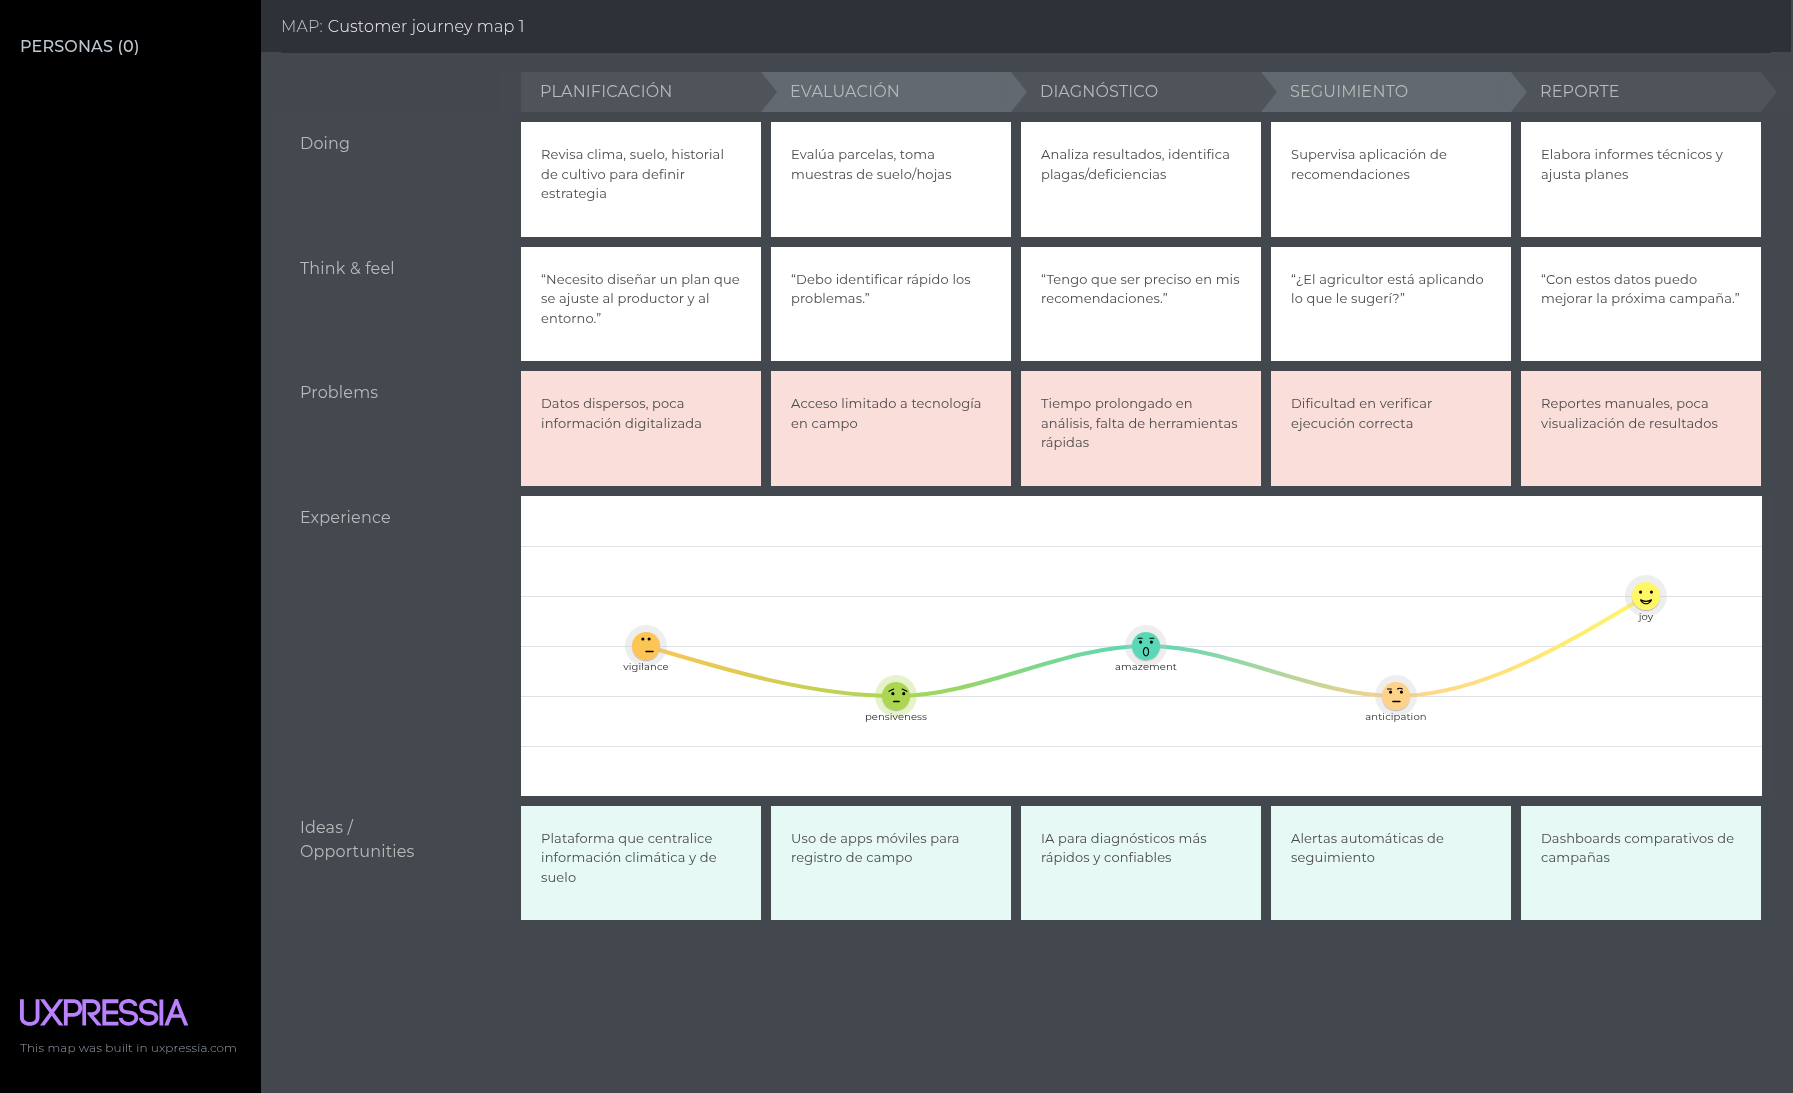 PERSONAS (0)
MAP: Customer journey map 1
PLANIFICACIÓN
EVALUACIÓN
DIAGNÓSTICO
SEGUIMIENTO
REPORTE
Doing
Revisa clima, suelo, historial
de cultivo para definir
estrategia
Evalúa parcelas, toma
muestras de suelo/hojas
Analiza resultados, identifica
plagas/deficiencias
Supervisa aplicación de
recomendaciones
Elabora informes técnicos y
ajusta planes
Think & feel
“Necesito diseñar un plan que
se ajuste al productor y al
entorno.”
“Debo identificar rápido los
problemas.”
“Tengo que ser preciso en mis
recomendaciones.”
“¿El agricultor está aplicando
lo que le sugerí?”
“Con estos datos puedo
mejorar la próxima campaña.”
Problems
Datos dispersos, poca
información digitalizada
Acceso limitado a tecnología
en campo
Tiempo prolongado en
análisis, falta de herramientas
rápidas
Dificultad en verificar
ejecución correcta
Reportes manuales, poca
visualización de resultados
Experience
vigilance
pensiveness
amazement
anticipation
joy
Ideas /
Opportunities
Plataforma que centralice
información climática y de
suelo
Uso de apps móviles para
registro de campo
IA para diagnósticos más
rápidos y confiables
Alertas automáticas de
seguimiento
Dashboards comparativos de
campañas
UXPRESSIA
This map was built in uxpressia.com